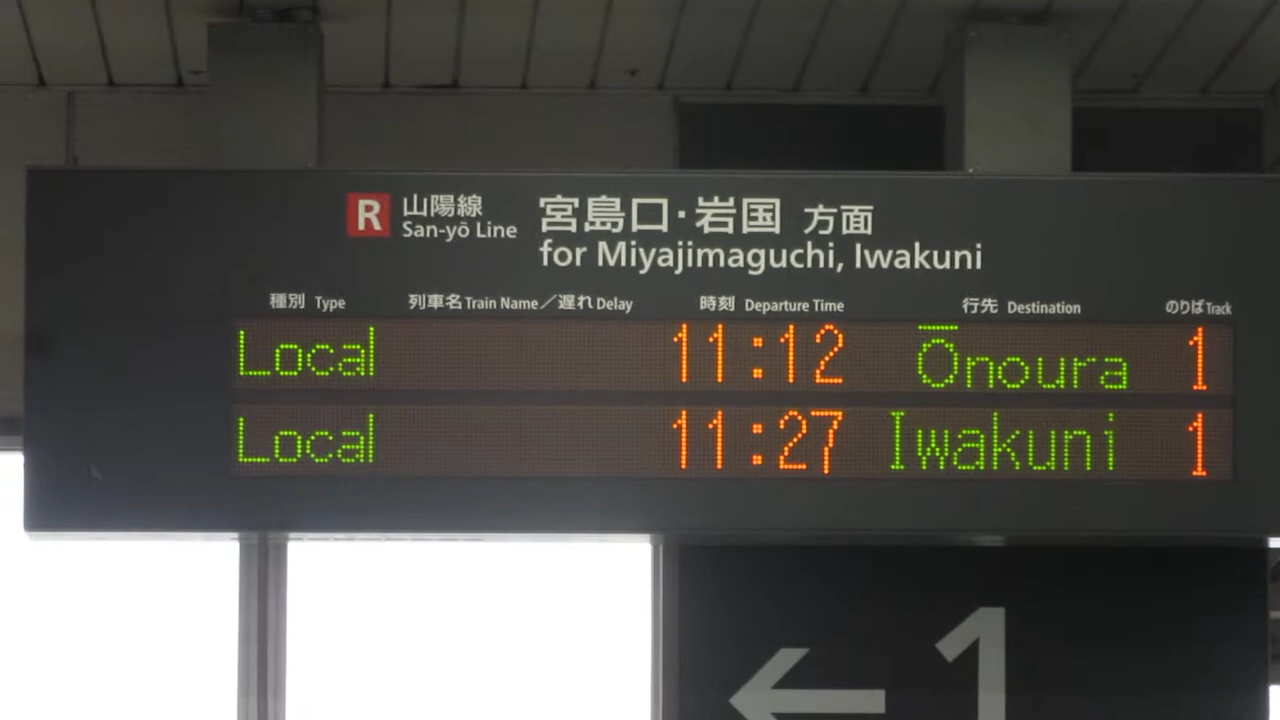 R 山陽線 San-yō Line 宮島口・岩国 方面
for Miyajimaguchi, Iwakuni
種別 Type 列車名 Train Name／遅れ Delay 時刻 Departure Time 行先 Destination のりば Track
Local 11:12 Ōnoura 1
Local 11:27 Iwakuni 1
← 1